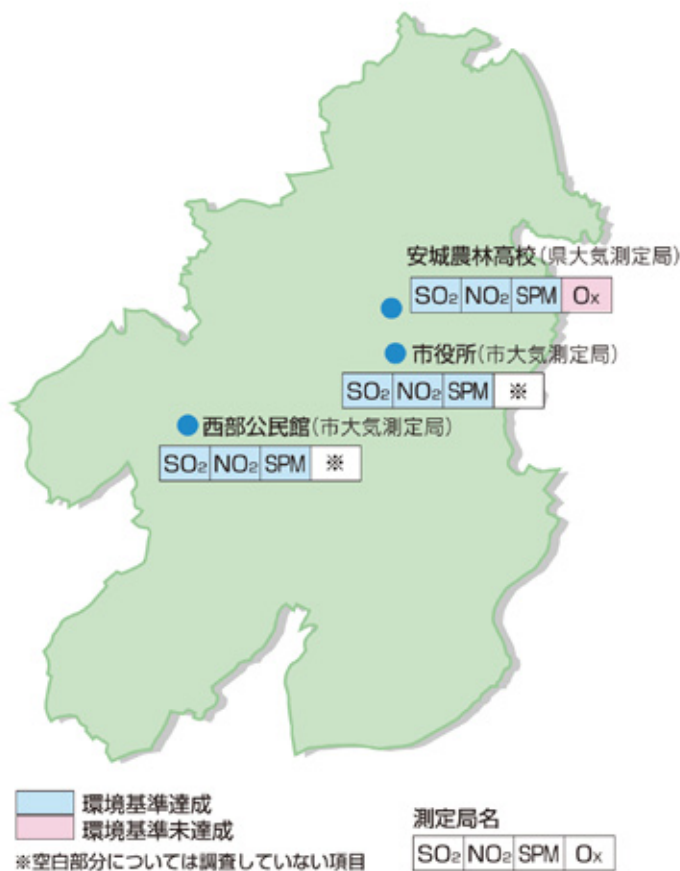 安城農林高校(県大気測定局)
SO₂ NO₂ SPM Oₓ
市役所(市大気測定局)
SO₂ NO₂ SPM ※
西部公民館(市大気測定局)
SO₂ NO₂ SPM ※
環境基準達成
環境基準未達成
※空白部分については調査していない項目
測定局名
SO₂ NO₂ SPM Oₓ